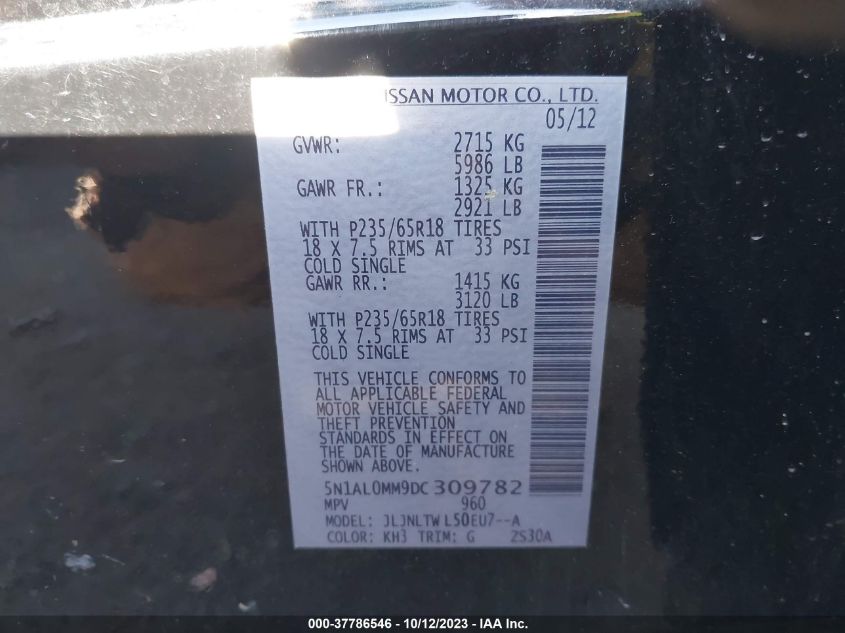 ISSAN MOTOR CO., LTD.
05/12
GVWR: 2715 KG
5986 LB
GAWR FR.: 1325 KG
2921 LB
WITH P235/65R18 TIRES
18 X 7.5 RIMS AT 33 PSI
COLD SINGLE
GAWR RR.: 1415 KG
3120 LB
WITH P235/65R18 TIRES
18 X 7.5 RIMS AT 33 PSI
COLD SINGLE
THIS VEHICLE CONFORMS TO
ALL APPLICABLE FEDERAL
MOTOR VEHICLE SAFETY AND
THEFT PREVENTION
STANDARDS IN EFFECT ON
THE DATE OF MANUFACTURE
SHOWN ABOVE.
5N1AL0MM9DC309782
MPV 960
MODEL: JLJNLTW L50EU7--A
COLOR: KH3 TRIM: G ZS30A
000-37786546 - 10/12/2023 - IAA Inc.